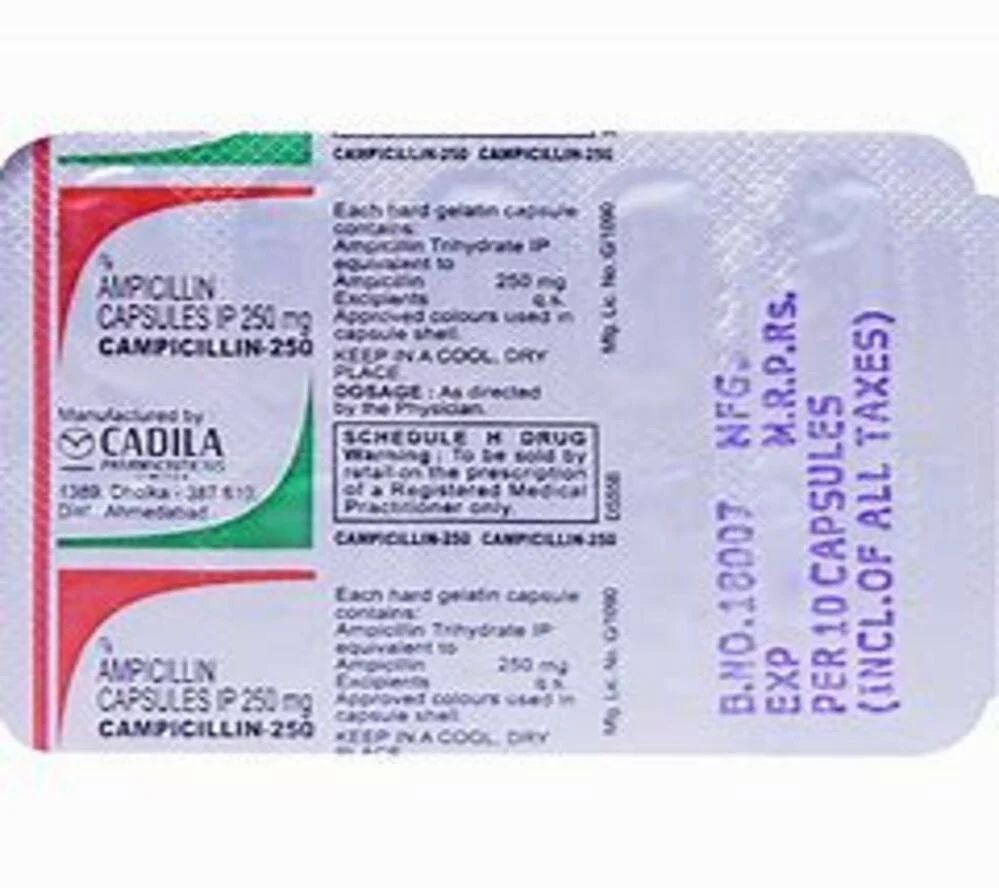 CAMPICILLIN-250 CAMPICILLIN-250
AMPICILLIN
CAPSULES IP 250 mg
CAMPICILLIN-250
Manufactured by
CADILA
PHARMACEUTICALS
1389, Dholka - 387 810,
Dist : Ahmedabad
Each hard gelatin capsule
contains:
Ampicillin Trihydrate IP
equivalent to
Ampicillin 250 mg
Excipients q.s.
Approved colours used in
capsule shell.
KEEP IN A COOL, DRY
PLACE
DOSAGE : As directed
by the Physician.
SCHEDULE H DRUG
Warning : To be sold by
retail on the prescription
of a Registered Medical
Practitioner only.
Mfg. Lic. No. G/1090
CAMPICILLIN-250 CAMPICILLIN-250
AMPICILLIN
CAPSULES IP 250 mg
CAMPICILLIN-250
Each hard gelatin capsule
contains:
Ampicillin Trihydrate IP
equivalent to
Ampicillin 250 mg
Excipients q.s.
Approved colours used in
capsule shell.
KEEP IN A COOL, DRY
PLACE
Mfg. Lic. No. G/1090
B.NO.18007 MFG.
EXP M.R.P.Rs.
PER 10 CAPSULES
(INCL.OF ALL TAXES)